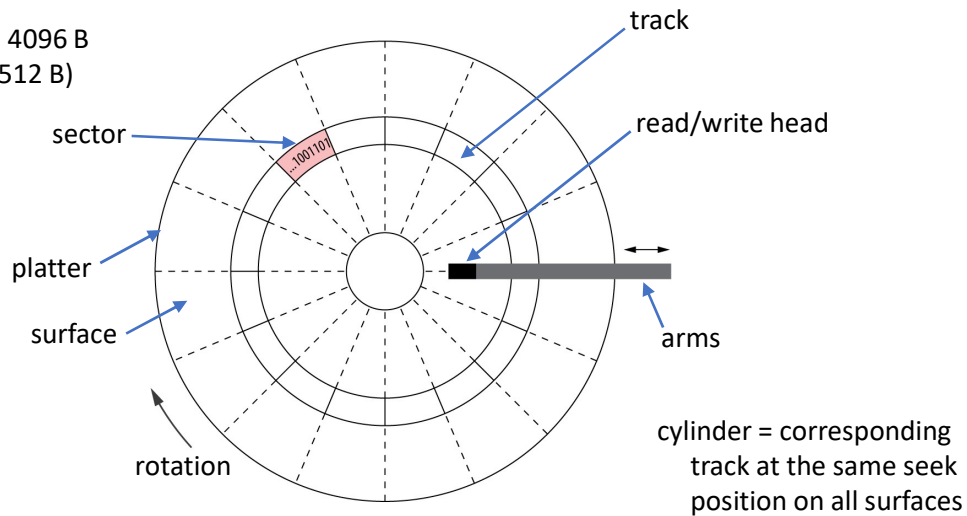 4096 B
512 B)
track
sector
...1001101
read/write head
platter
surface
arms
rotation
cylinder = corresponding
track at the same seek
position on all surfaces